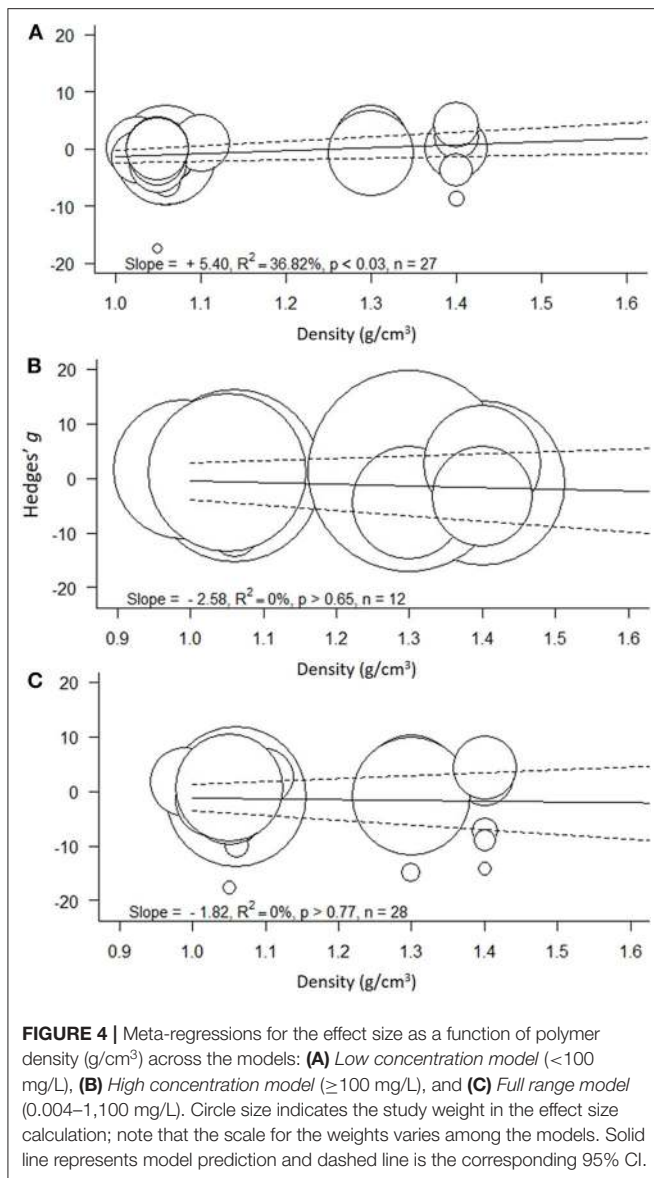 A
20
10
0
-10
-20
Slope = + 5.40, R² = 36.82%, p < 0.03, n = 27
1.0 1.1 1.2 1.3 1.4 1.5 1.6
Density (g/cm³)
Hedges' g
B
20
10
0
-10
-20
Slope = - 2.58, R² = 0%, p > 0.65, n = 12
0.9 1.0 1.1 1.2 1.3 1.4 1.5 1.6
Density (g/cm³)
C
20
10
0
-10
-20
Slope = - 1.82, R² = 0%, p > 0.77, n = 28
0.9 1.0 1.1 1.2 1.3 1.4 1.5 1.6
Density (g/cm³)
FIGURE 4 | Meta-regressions for the effect size as a function of polymer
density (g/cm³) across the models: (A) Low concentration model (<100
mg/L), (B) High concentration model (≥100 mg/L), and (C) Full range model
(0.004–1,100 mg/L). Circle size indicates the study weight in the effect size
calculation; note that the scale for the weights varies among the models. Solid
line represents model prediction and dashed line is the corresponding 95% CI.